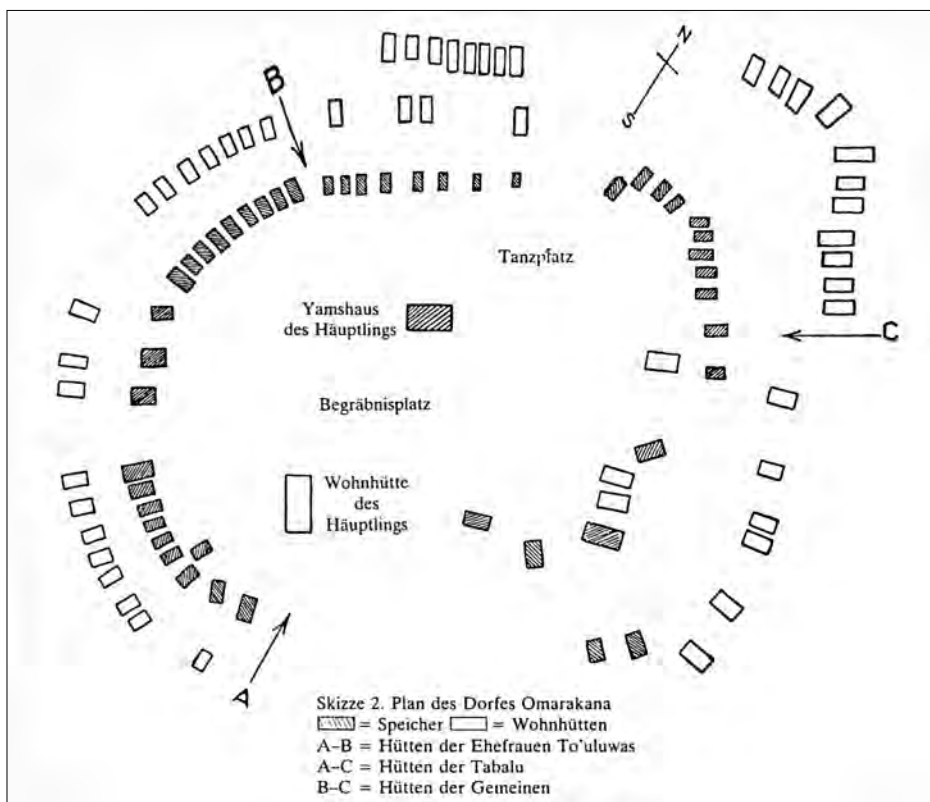 B
N
S
Tanzplatz
Yamshaus
des Häuptlings
C
Begräbnisplatz
Wohnhütte
des
Häuptlings
A
Skizze 2. Plan des Dorfes Omarakana
= Speicher = Wohnhütten
A–B = Hütten der Ehefrauen To'uluwas
A–C = Hütten der Tabalu
B–C = Hütten der Gemeinen